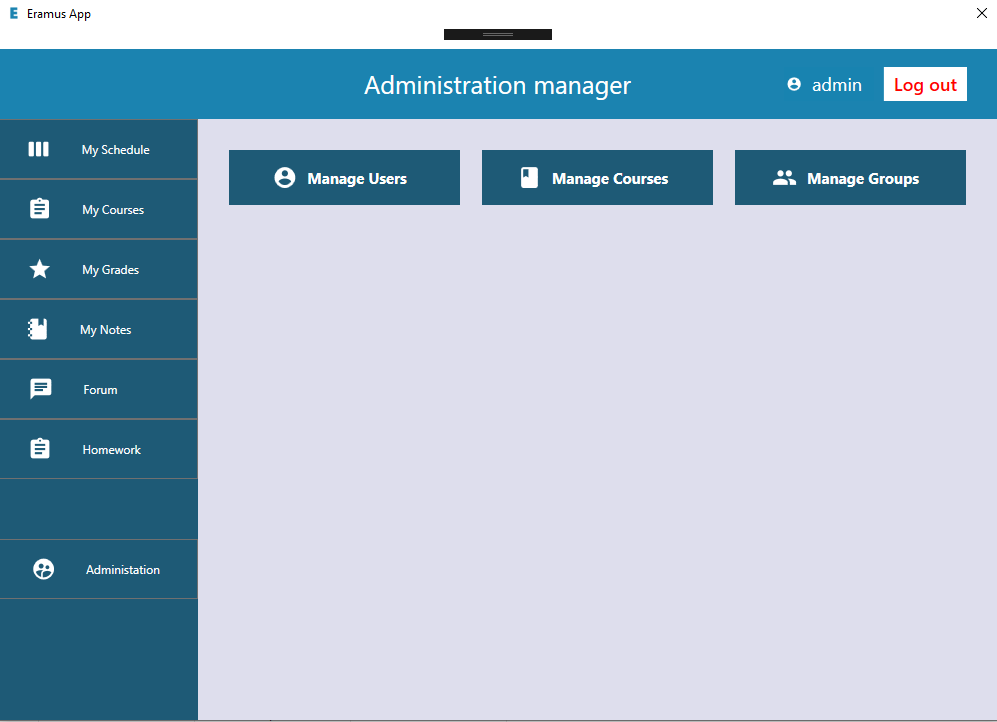 E Eramus App
Administration manager
admin
Log out
My Schedule
My Courses
My Grades
My Notes
Forum
Homework
Administation
Manage Users
Manage Courses
Manage Groups